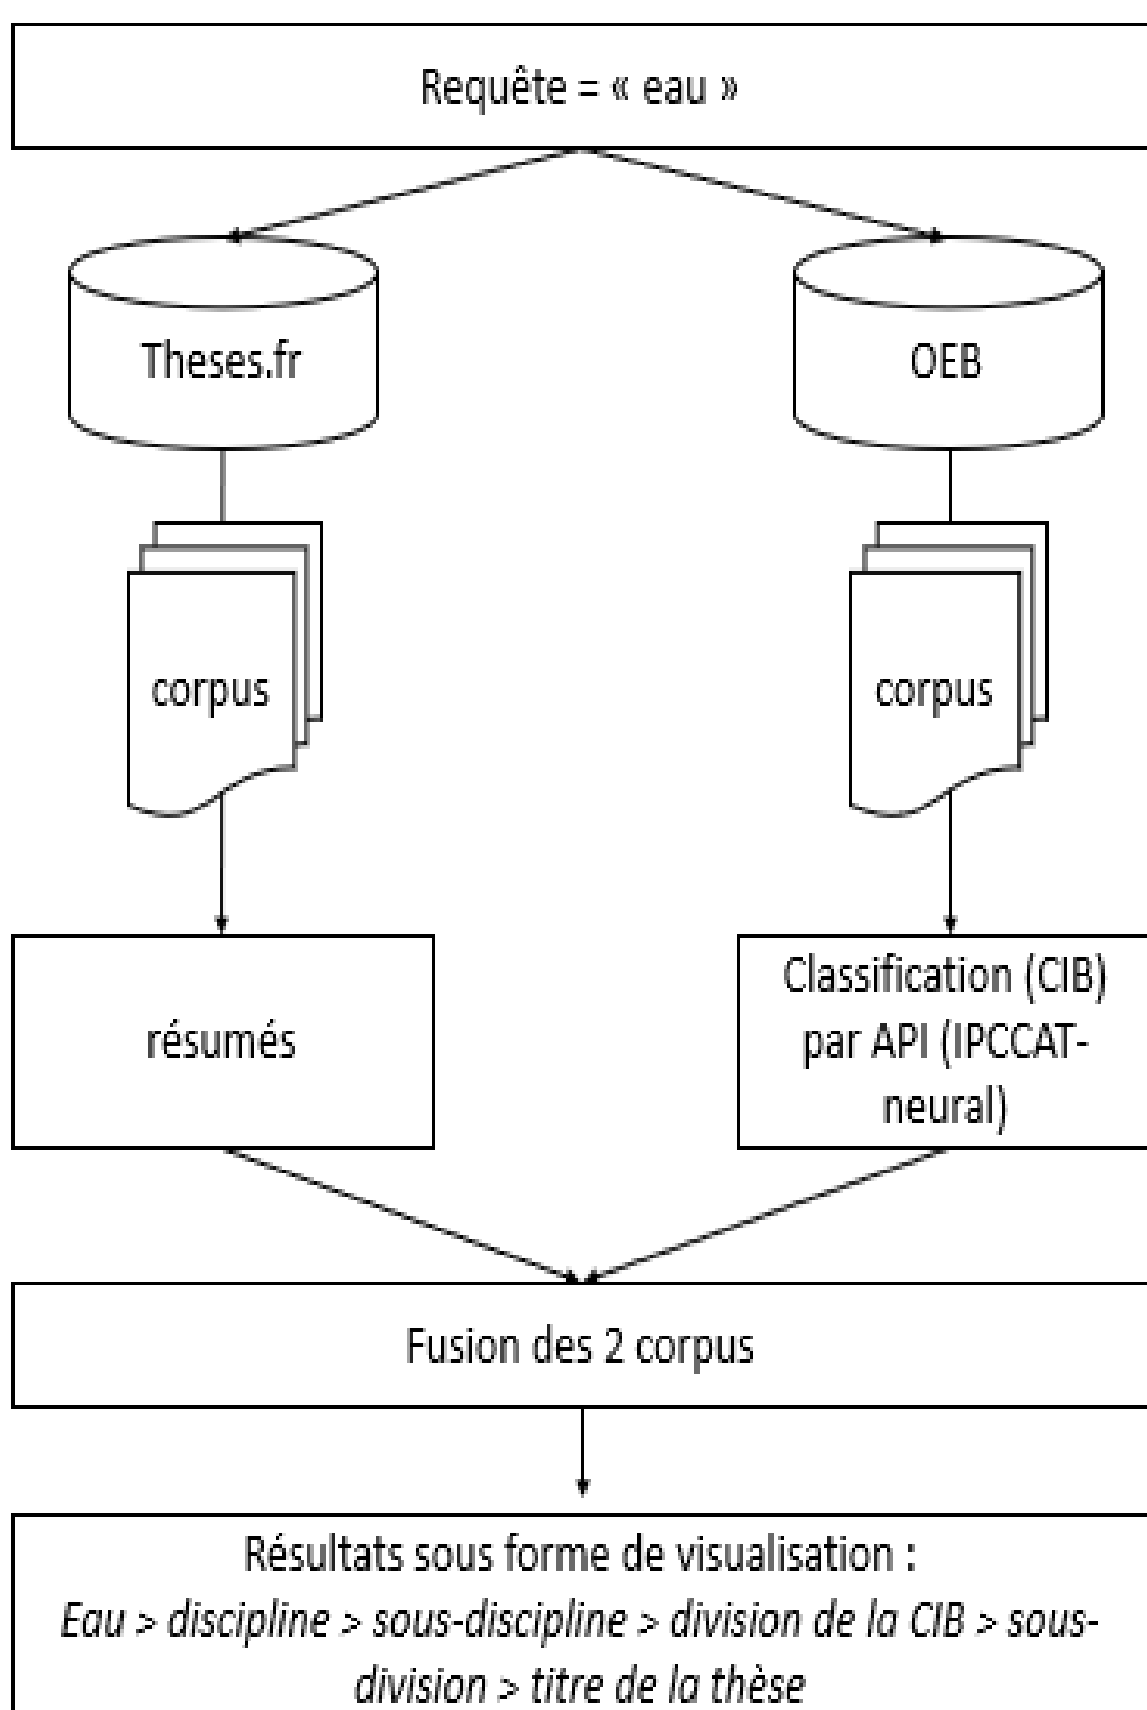 Requête = « eau »
Theses.fr
OEB
corpus
corpus
résumés
Classification (CIB)
par API (IPCCAT-
neural)
Fusion des 2 corpus
Résultats sous forme de visualisation :
Eau > discipline > sous-discipline > division de la CIB > sous-
division > titre de la thèse